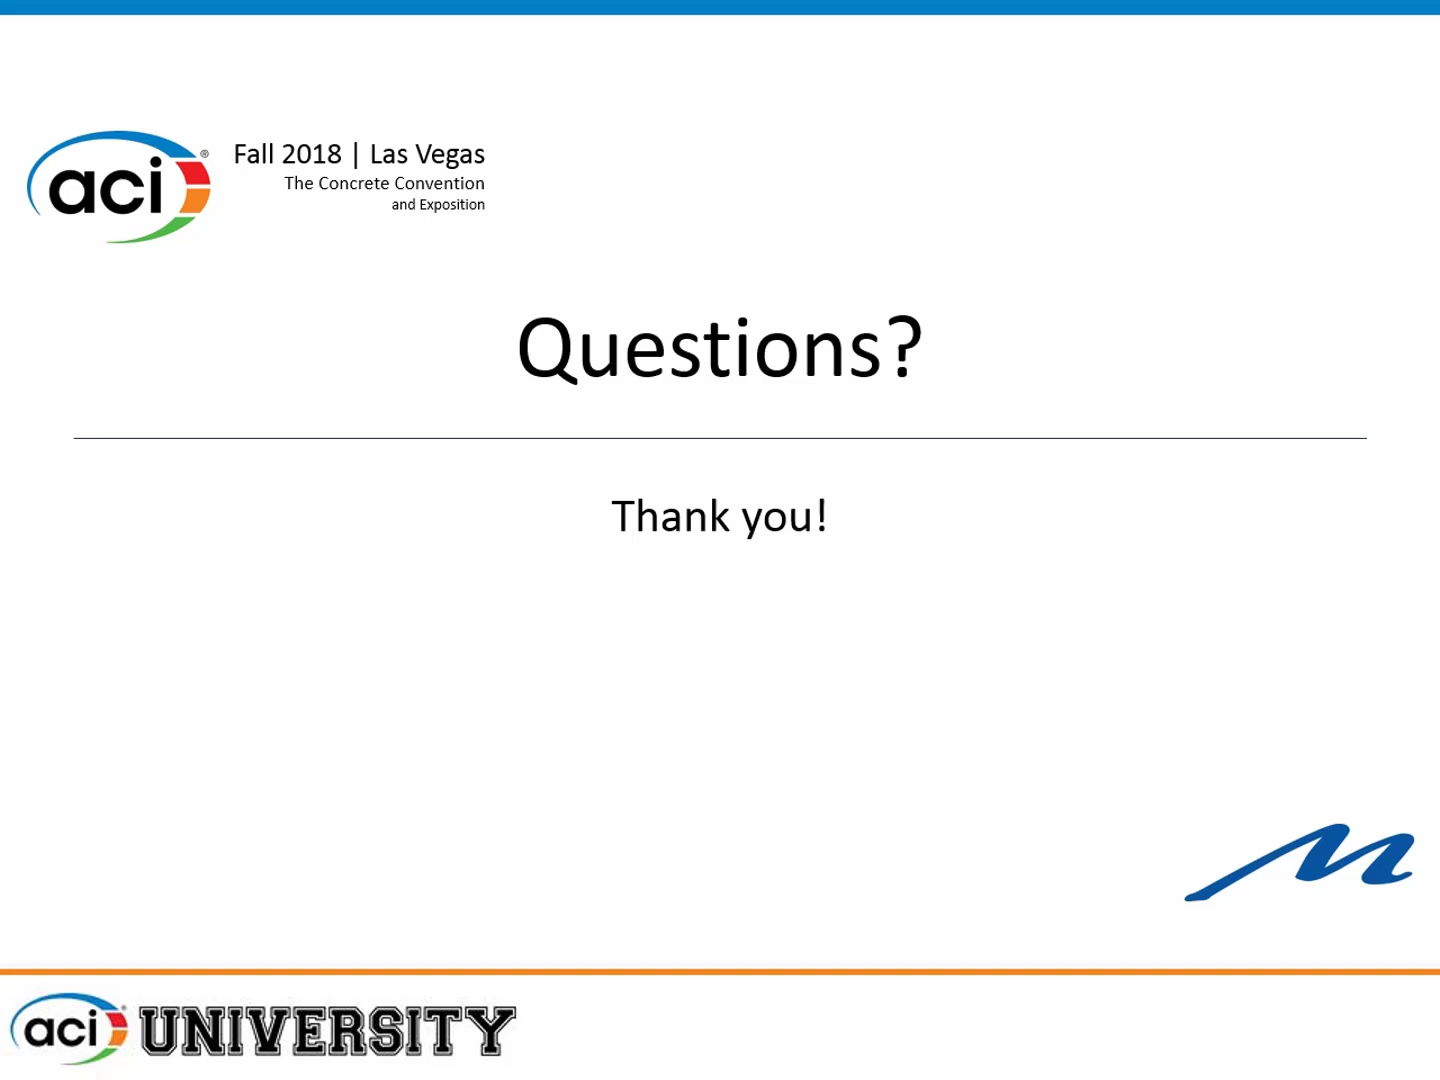 aci®
Fall 2018 | Las Vegas
The Concrete Convention
and Exposition
Questions?
Thank you!
aci UNIVERSITY